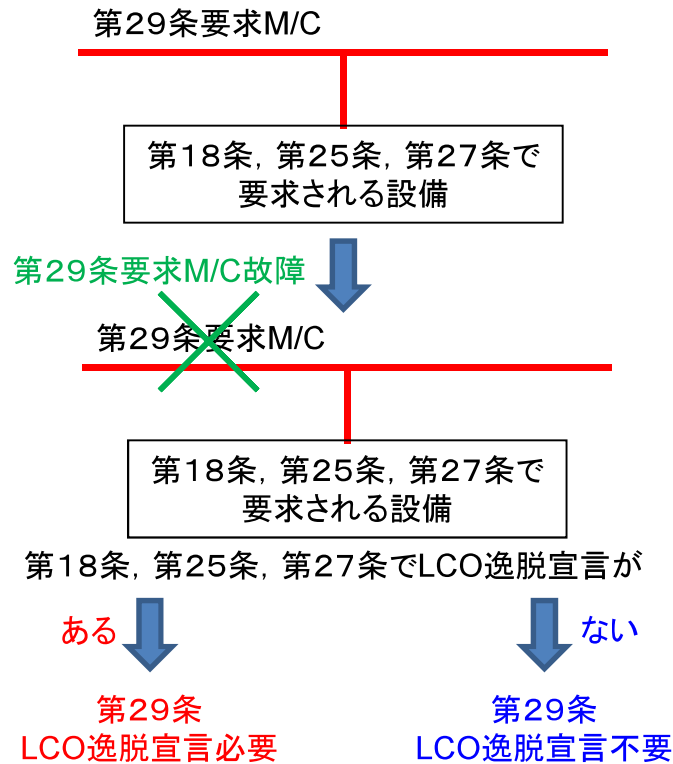 第29条要求M/C
第18条，第25条，第27条で
要求される設備
第29条要求M/C故障
第29条要求M/C
第18条，第25条，第27条で
要求される設備
第18条，第25条，第27条でLCO逸脱宣言が
ある
ない
第29条
LCO逸脱宣言必要
第29条
LCO逸脱宣言不要